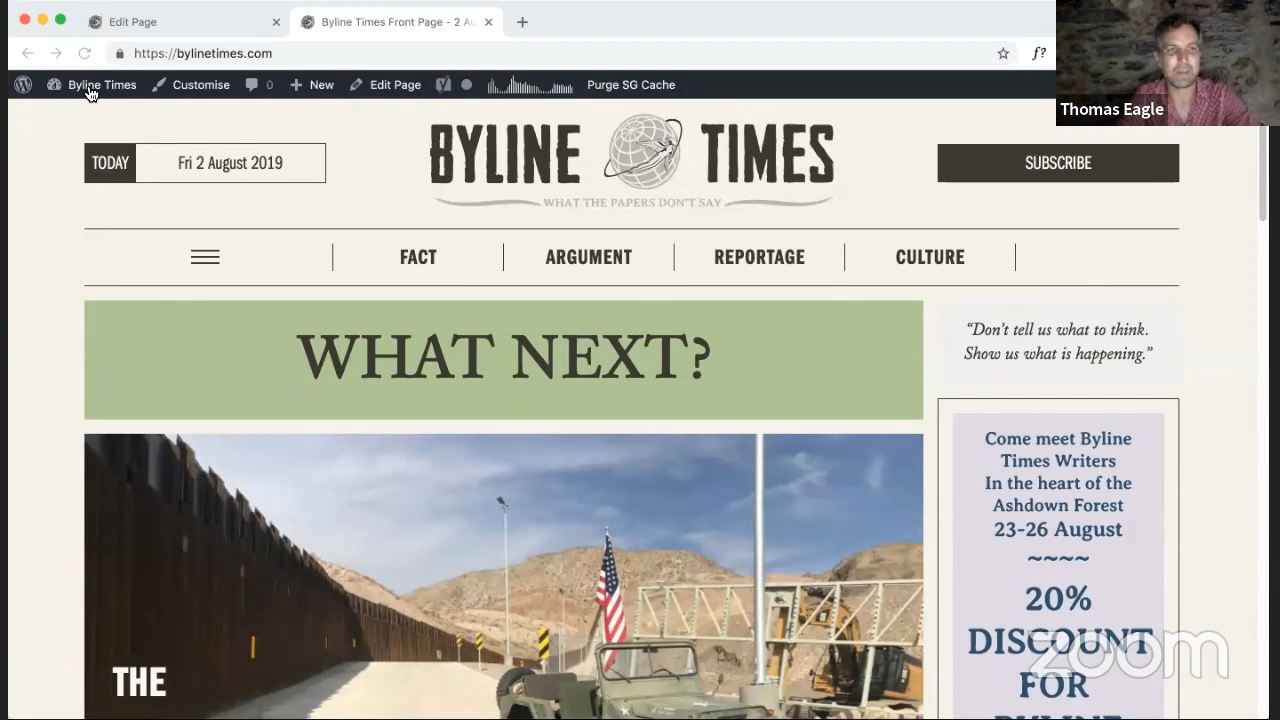 Edit Page
Byline Times Front Page - 2 Au
https://bylinetimes.com
f?
Byline Times
Customise
0
New
Edit Page
Purge SG Cache
Thomas Eagle
TODAY
Fri 2 August 2019
BYLINE TIMES
WHAT THE PAPERS DON'T SAY
SUBSCRIBE
FACT
ARGUMENT
REPORTAGE
CULTURE
WHAT NEXT?
“Don’t tell us what to think.
Show us what is happening.”
Come meet Byline
Times Writers
In the heart of the
Ashdown Forest
23-26 August
~~~~
20%
DISCOUNT
FOR
BYLINE
THE
zoom